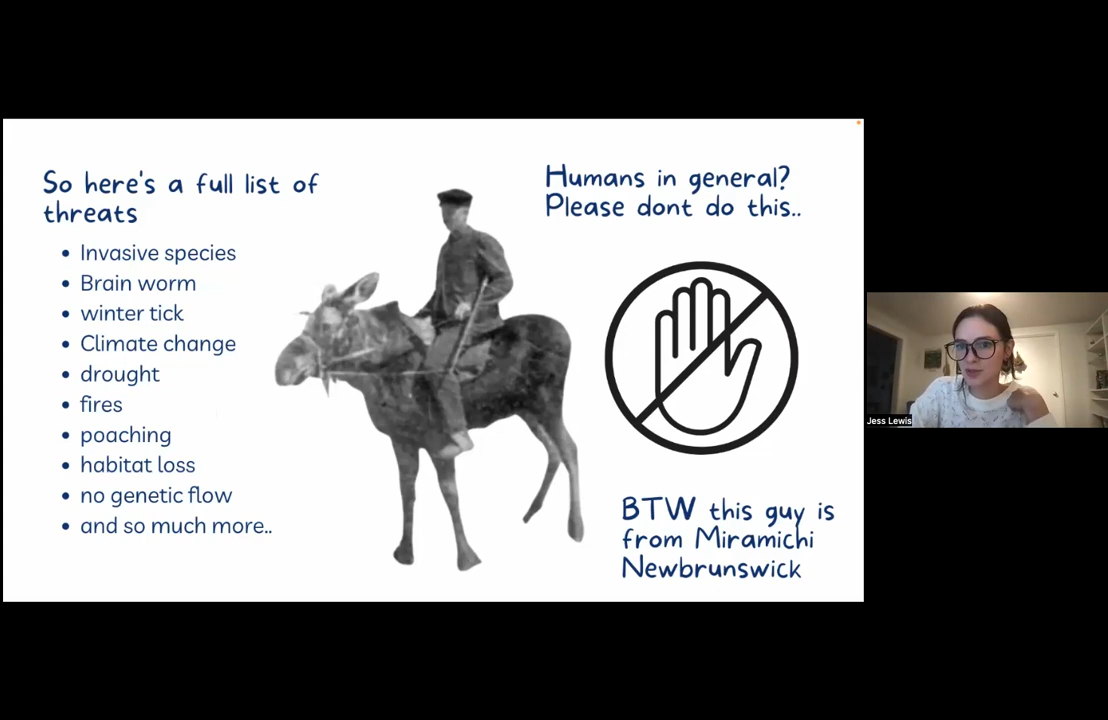 So here's a full list of
threats
• Invasive species
• Brain worm
• winter tick
• Climate change
• drought
• fires
• poaching
• habitat loss
• no genetic flow
• and so much more..
Humans in general?
Please dont do this..
BTW this guy is
from Miramichi
Newbrunswick
Jess Lewis